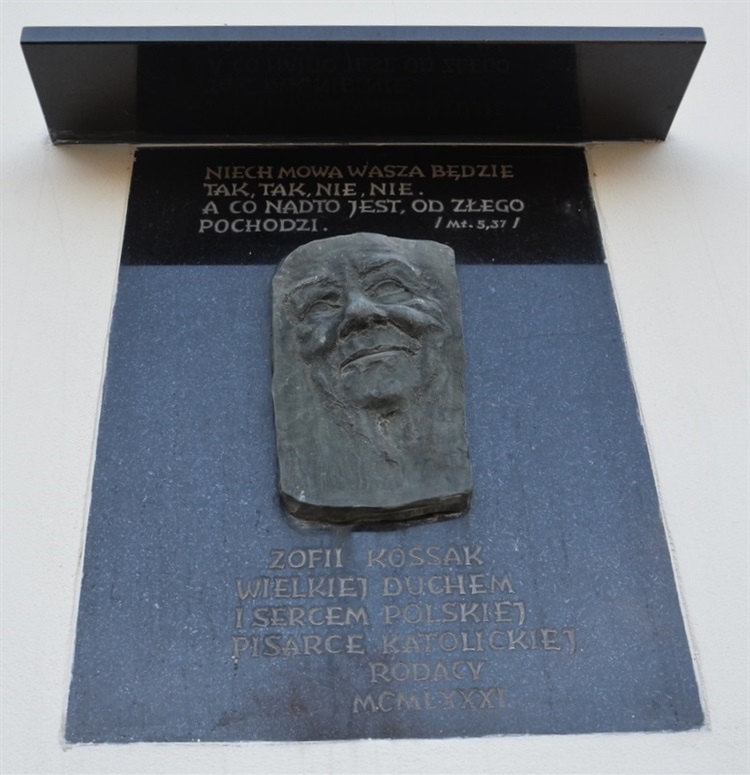 NIECH MOWA WASZA BĘDZIE
TAK, TAK, NIE, NIE.
A CO NADTO JEST, OD ZŁEGO
POCHODZI. / Mt. 5,37 /
ZOFII KOSSAK
WIELKIEJ DUCHEM
I SERCEM POLSKIEJ
PISARCE KATOLICKIEJ.
RODACY
MCMLXXXI